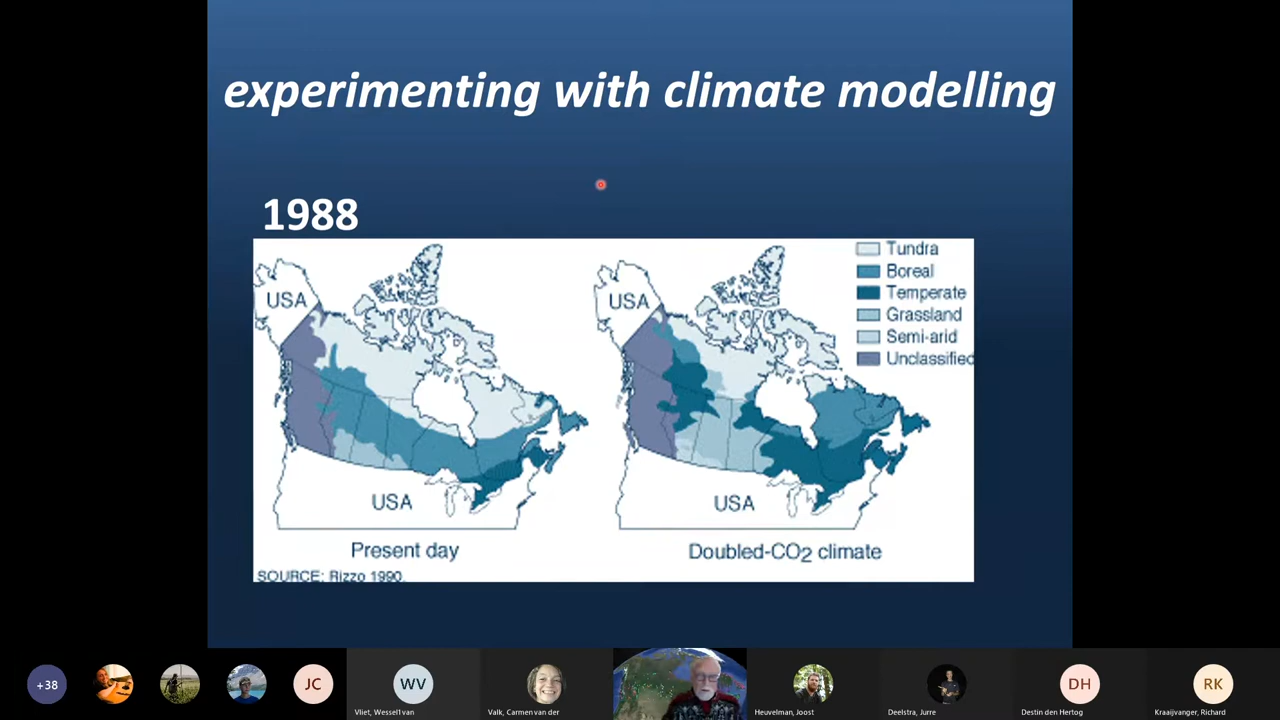 experimenting with climate modelling
1988
USA
USA
Present day
SOURCE: Rizzo 1990.
USA
USA
Doubled-CO2 climate
Tundra
Boreal
Temperate
Grassland
Semi-arid
Unclassified
+38
JC
WV
Vliet, Wessel1 van
Valk, Carmen van der
Heuvelman, Joost
Deelstra, Jurre
DH
Destin den Hertog
RK
Kraaijvanger, Richard